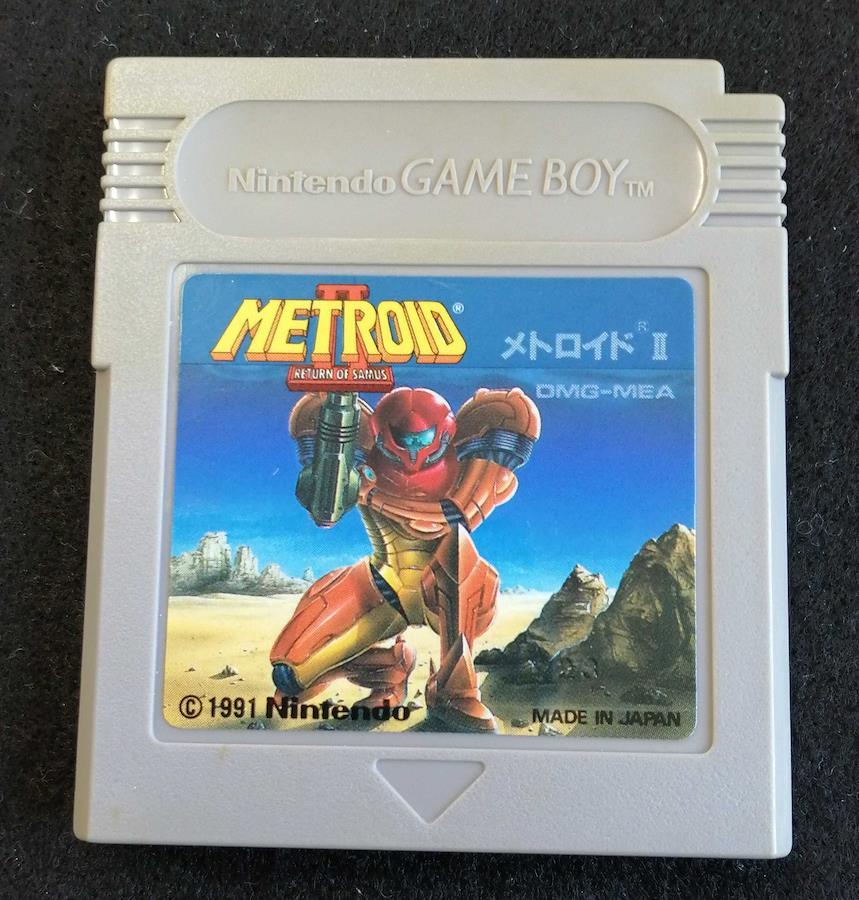 Nintendo GAME BOY TM
METROID II ®
RETURN OF SAMUS
メトロイド® II
DMG-MEA
© 1991 Nintendo
MADE IN JAPAN